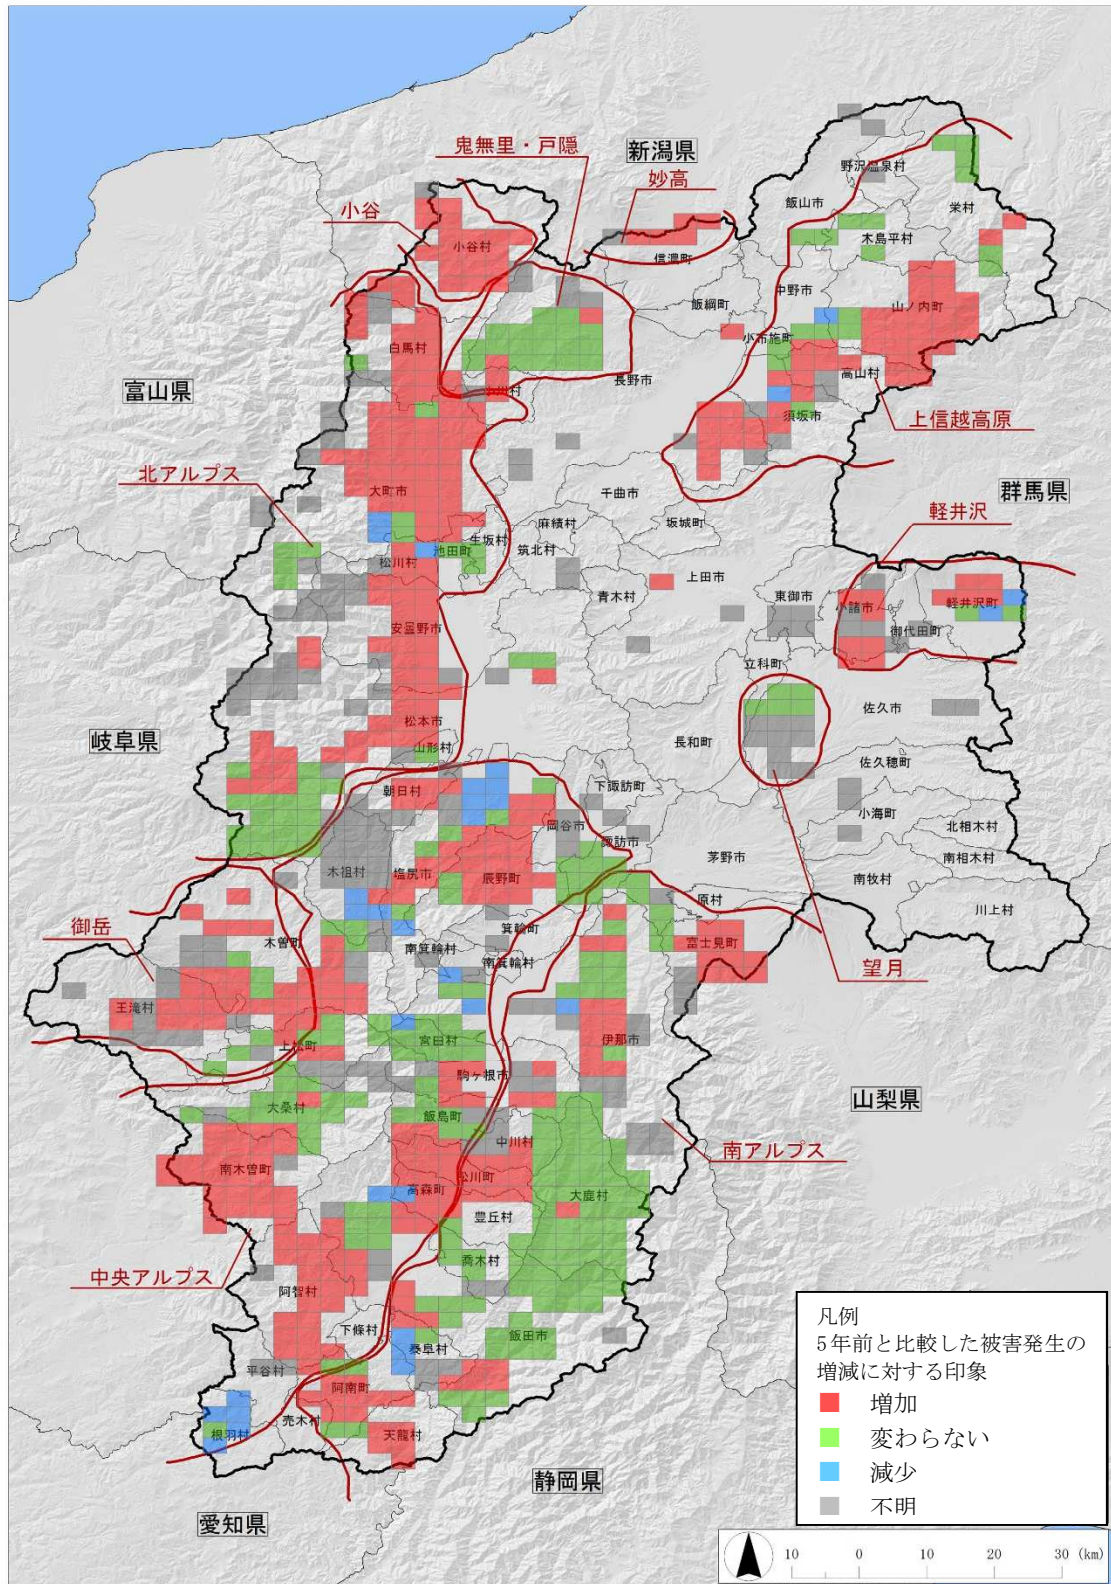 鬼無里・戸隠
新潟県
妙高
野沢温泉村
栄村
飯山市
小谷
小谷村
木島平村
信濃町
飯綱町
中野市
山ノ内町
小布施町
白馬村
富山県
長野市
高山村
小川村
須坂市
上信越高原
北アルプス
大町市
千曲市
群馬県
軽井沢
麻績村
坂城町
生坂村
池田町
筑北村
松川村
上田市
青木村
東御市
小諸市
軽井沢町
安曇野市
御代田町
立科町
佐久市
松本市
岐阜県
山形村
長和町
佐久穂町
朝日村
下諏訪町
小海町
岡谷市
北相木村
諏訪市
茅野市
南相木村
木祖村
塩尻市
辰野町
南牧村
原村
川上村
箕輪町
御岳
木曽町
南箕輪村
南箕輪村
富士見町
望月
王滝村
上松町
宮田村
伊那市
駒ヶ根市
山梨県
大桑村
飯島町
中川村
南アルプス
南木曽町
高森町
松川町
大鹿村
豊丘村
喬木村
中央アルプス
阿智村
下條村
飯田市
泰阜村
平谷村
阿南町
売木村
根羽村
天龍村
静岡県
愛知県
凡例
5年前と比較した被害発生の
増減に対する印象
増加
変わらない
減少
不明
10 0 10 20 30 (km)